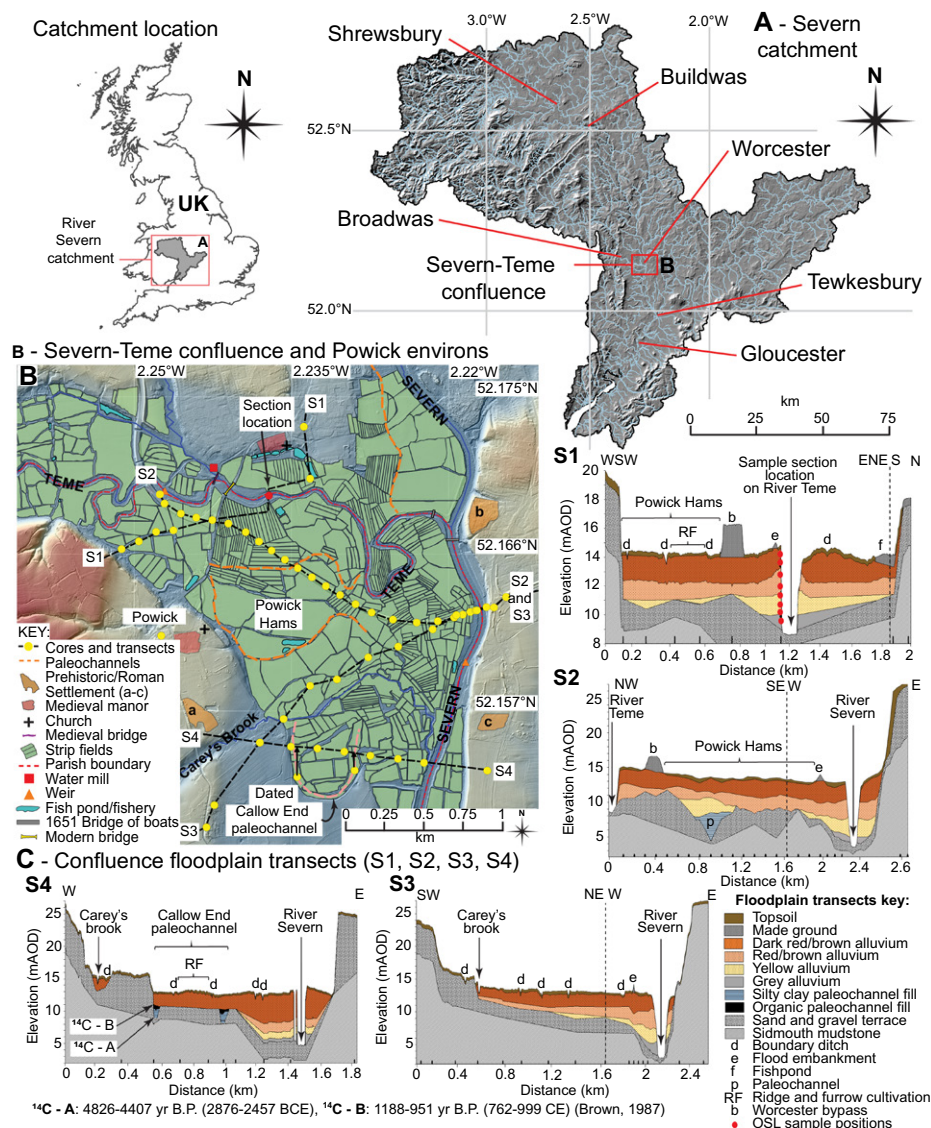 Catchment location
N
UK
River
Severn
catchment
A
A - Severn
catchment
3.0°W
2.5°W
2.0°W
52.5°N
52.0°N
Shrewsbury
Buildwas
N
Worcester
Broadwas
Severn-Teme
confluence
B
Tewkesbury
Gloucester
km
0
25
50
75
B - Severn-Teme confluence and Powick environs
B
2.25°W
2.235°W
2.22°W
52.175°N
52.166°N
52.157°N
Section
location
S1
SEVERN
S2
TEME
b
S1
TEME
S2
and
S3
Powick
Powick
Hams
KEY:
Cores and transects
Paleochannels
Prehistoric/Roman
Settlement (a-c)
Medieval manor
Church
Medieval bridge
Strip fields
Parish boundary
Water mill
Weir
Fish pond/fishery
1651 Bridge of boats
Modern bridge
a
S4
Carey's Brook
SEVERN
c
S4
Dated
Callow End
paleochannel
S3
0
0.25
0.5
0.75
1
km
N
S1
WSW
Sample section
location
on River Teme
ENE S
N
Powick Hams
RF
d
d
d
b
e
d
f
Elevation (mAOD)
20
18
16
14
12
10
8
0
0.2
0.6
1
1.4
1.8
2
Distance (km)
S2
NW
River
Teme
SE W
River
Severn
E
b
Powick Hams
e
p
Elevation (mAOD)
25
20
15
10
5
0
0.4
0.8
1.2
1.6
2.2
2.6
Distance (km)
C - Confluence floodplain transects (S1, S2, S3, S4)
S4
W
E
Carey's
brook
Callow End
paleochannel
River
Severn
RF
d
d
d
dd
14C - B
14C - A
Elevation (mAOD)
25
20
15
10
5
0
0.2
0.6
1
1.4
1.8
Distance (km)
S3
SW
NE W
E
Carey's
brook
River
Severn
d
d
d
d
d
e
Elevation (mAOD)
25
20
15
10
5
0
0.4
0.8
1.2
1.6
2
2.4
Distance (km)
Floodplain transects key:
Topsoil
Made ground
Dark red/brown alluvium
Red/brown alluvium
Yellow alluvium
Grey alluvium
Silty clay paleochannel fill
Organic paleochannel fill
Sand and gravel terrace
Sidmouth mudstone
d Boundary ditch
e Flood embankment
f Fishpond
p Paleochannel
RF Ridge and furrow cultivation
b Worcester bypass
OSL sample positions
14C - A: 4826-4407 yr B.P. (2876-2457 BCE), 14C - B: 1188-951 yr B.P. (762-999 CE) (Brown, 1987)